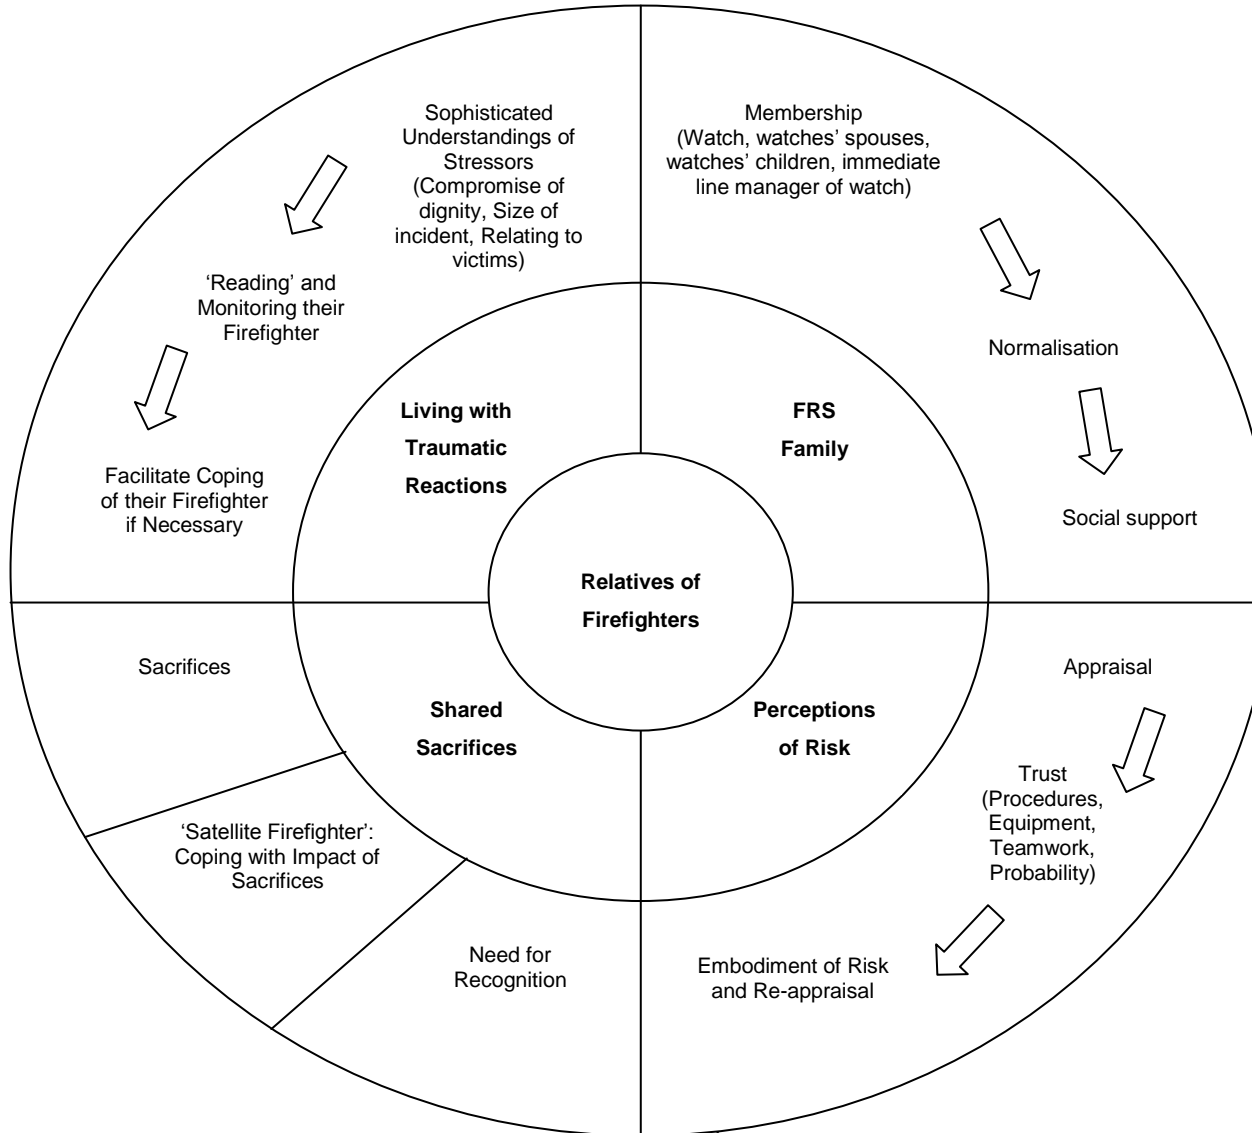 Sophisticated
Understandings of
Stressors
(Compromise of
dignity, Size of
incident, Relating to
victims)
‘Reading’ and
Monitoring their
Firefighter
Facilitate Coping
of their Firefighter
if Necessary
Membership
(Watch, watches’ spouses,
watches’ children, immediate
line manager of watch)
Normalisation
Social support
Living with
Traumatic
Reactions
FRS
Family
Relatives of
Firefighters
Shared
Sacrifices
Perceptions
of Risk
Sacrifices
‘Satellite Firefighter’:
Coping with Impact of
Sacrifices
Need for
Recognition
Appraisal
Trust
(Procedures,
Equipment,
Teamwork,
Probability)
Embodiment of Risk
and Re-appraisal